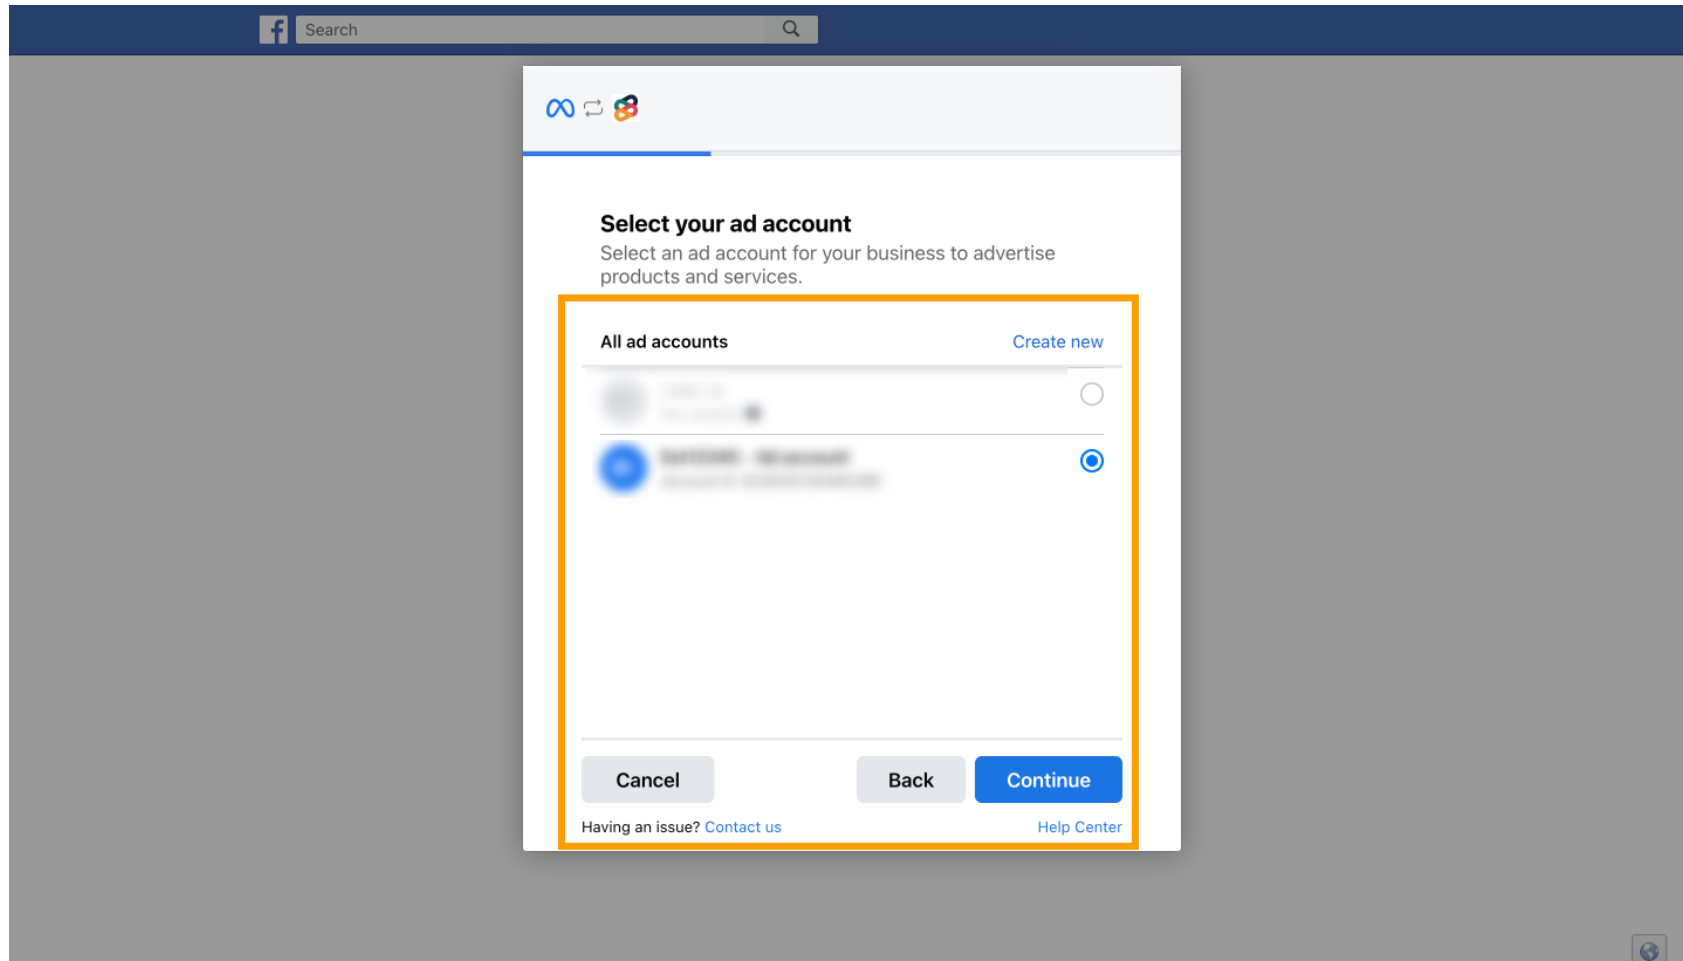 Search
Select your ad account
Select an ad account for your business to advertise
products and services.
All ad accounts
Create new
Cancel
Back
Continue
Having an issue? Contact us
Help Center